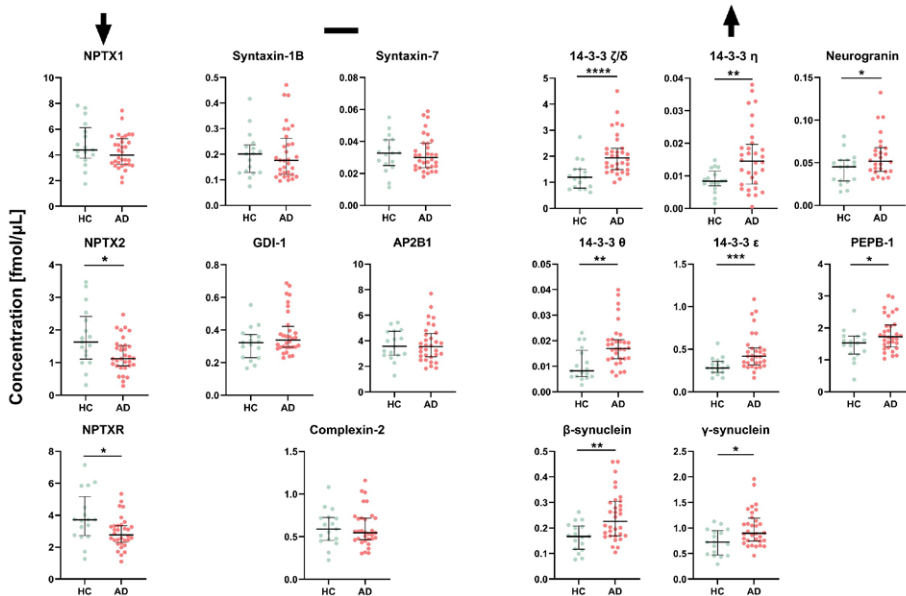 NPTX1
Syntaxin-1B
Syntaxin-7
14-3-3 ζ/δ
14-3-3 η
Neurogranin
10
8
6
4
2
0
HC AD
0.5
0.4
0.3
0.2
0.1
0.0
HC AD
0.08
0.06
0.04
0.02
0.00
HC AD
****
5
4
3
2
1
0
HC AD
**
0.04
0.03
0.02
0.01
0.00
HC AD
*
0.15
0.10
0.05
0.00
HC AD
Concentration [fmol/µL]
NPTX2
GDI-1
AP2B1
14-3-3 θ
14-3-3 ε
PEPB-1
*
4
3
2
1
0
HC AD
0.8
0.6
0.4
0.2
0.0
HC AD
10
8
6
4
2
0
HC AD
**
0.05
0.04
0.03
0.02
0.01
0.00
HC AD
***
1.5
1.0
0.5
0.0
HC AD
*
4
3
2
1
0
HC AD
NPTXR
Complexin-2
β-synuclein
γ-synuclein
*
8
6
4
2
0
HC AD
1.5
1.0
0.5
0.0
HC AD
**
0.5
0.4
0.3
0.2
0.1
0.0
HC AD
*
2.5
2.0
1.5
1.0
0.5
0.0
HC AD